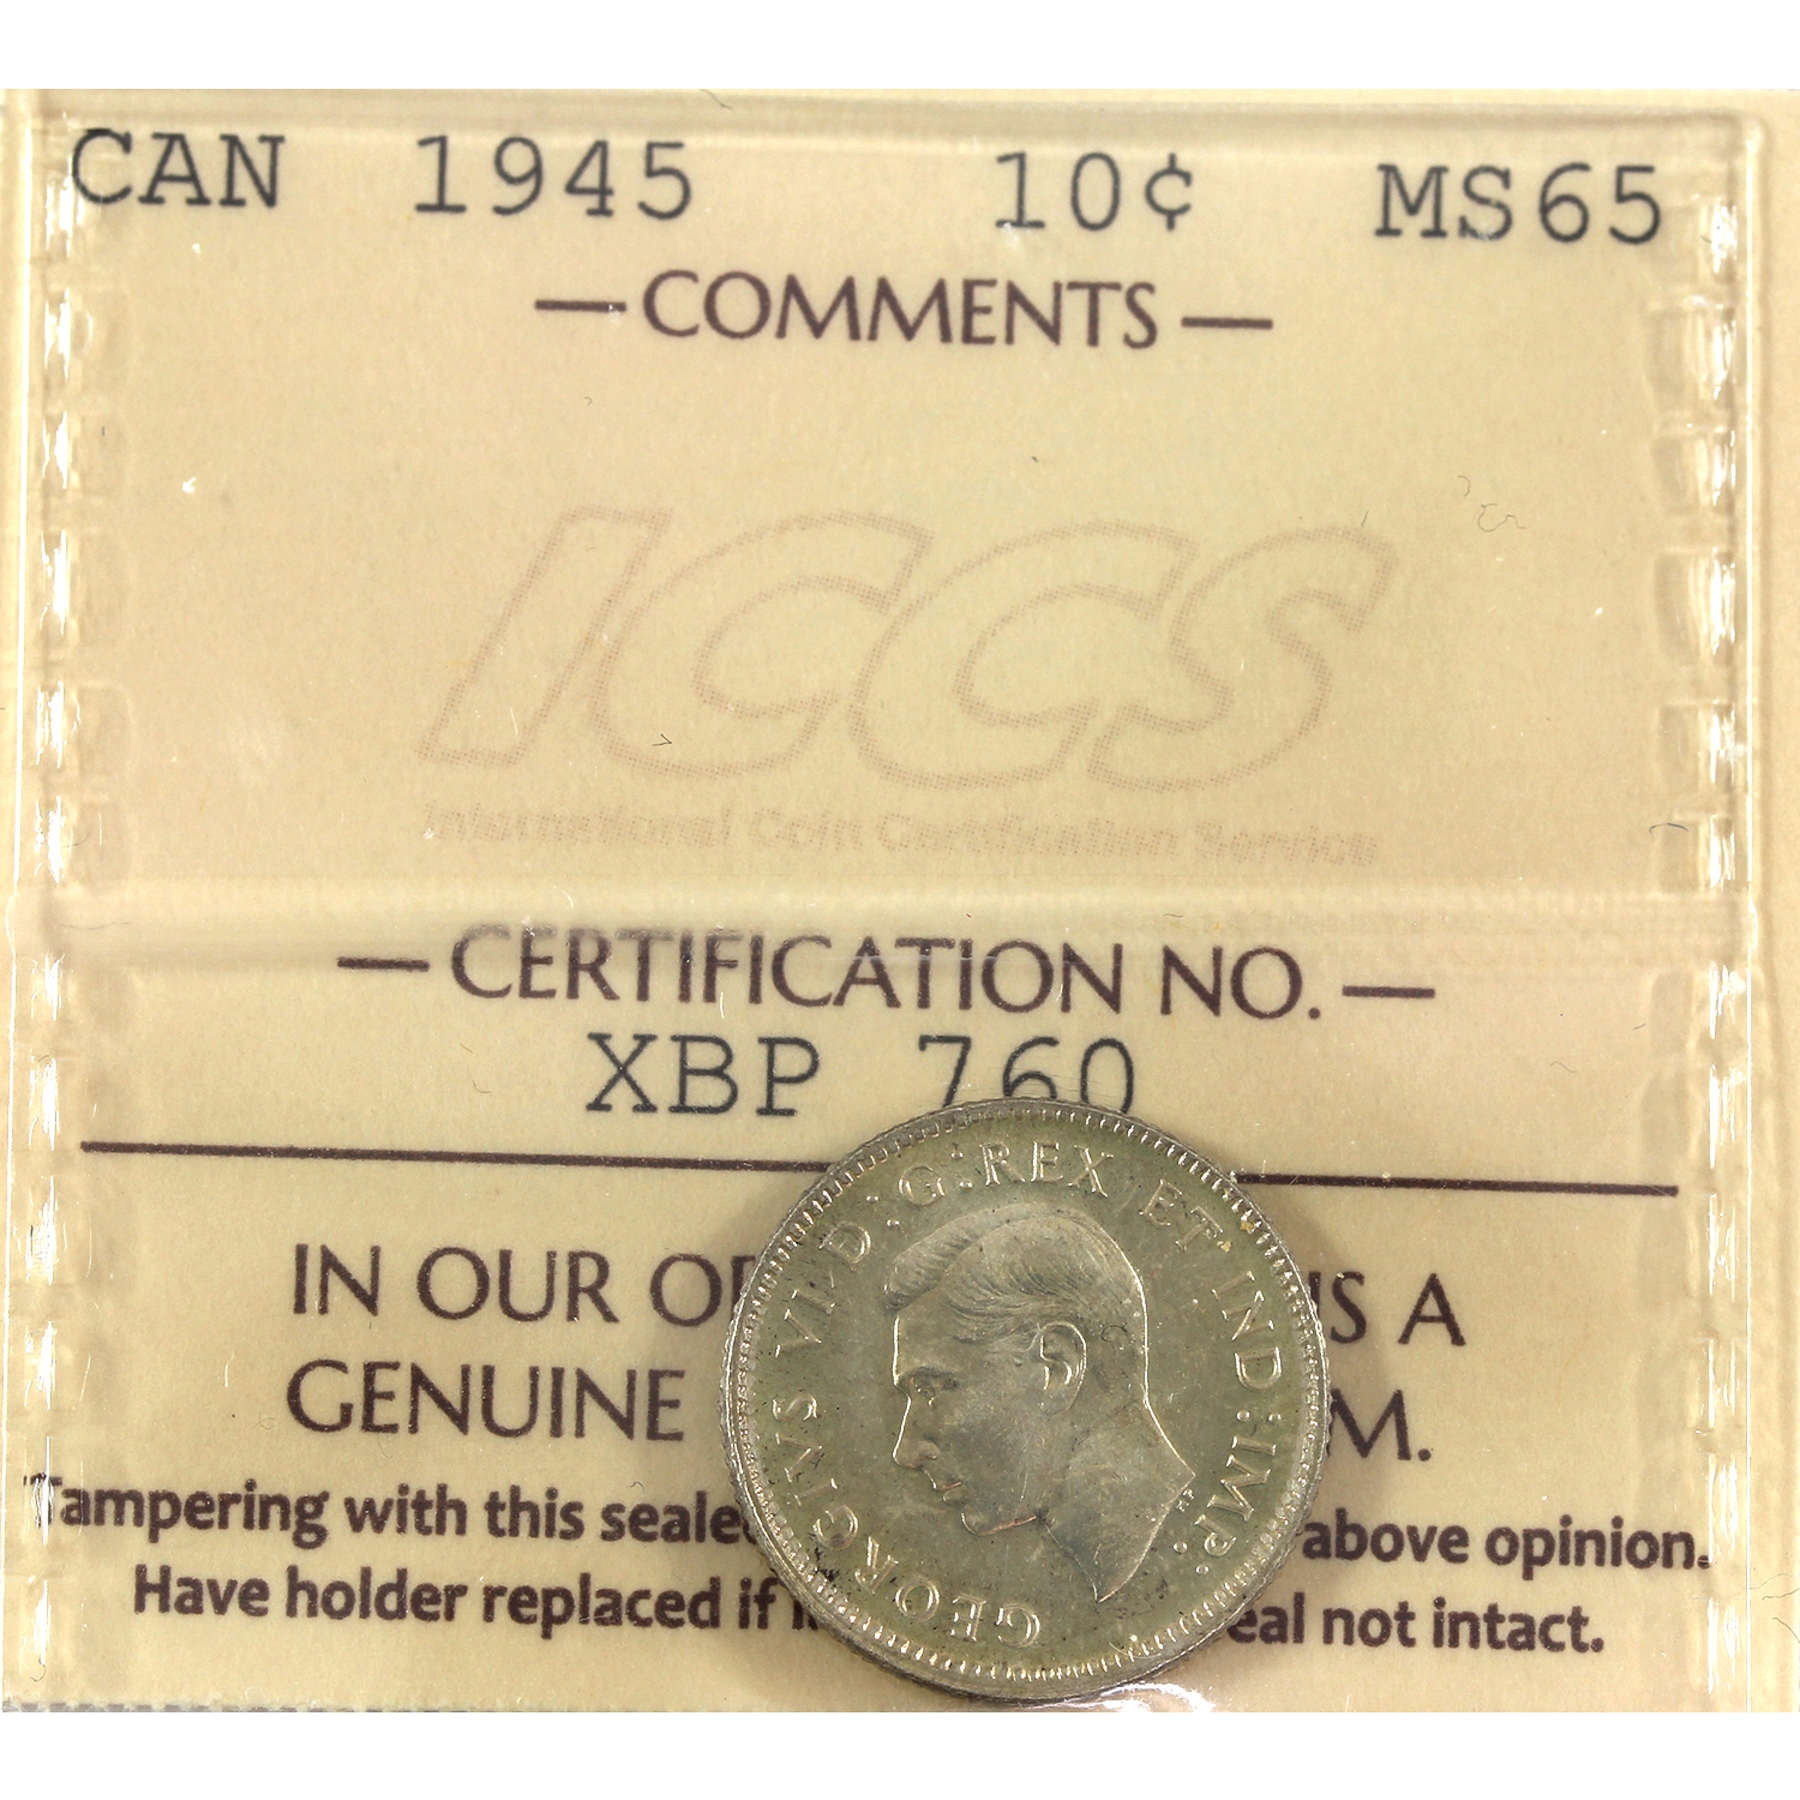 CAN 1945 10¢ MS65
—COMMENTS—
ICCS
International Coin Certification Service
—CERTIFICATION NO.—
XBP 760
IN OUR OP IS A
GENUINE M.
Tampering with this seale above opinion.
Have holder replaced if eal not intact.
GEORGIVS VI D:G:REX ET IND:IMP:
HP